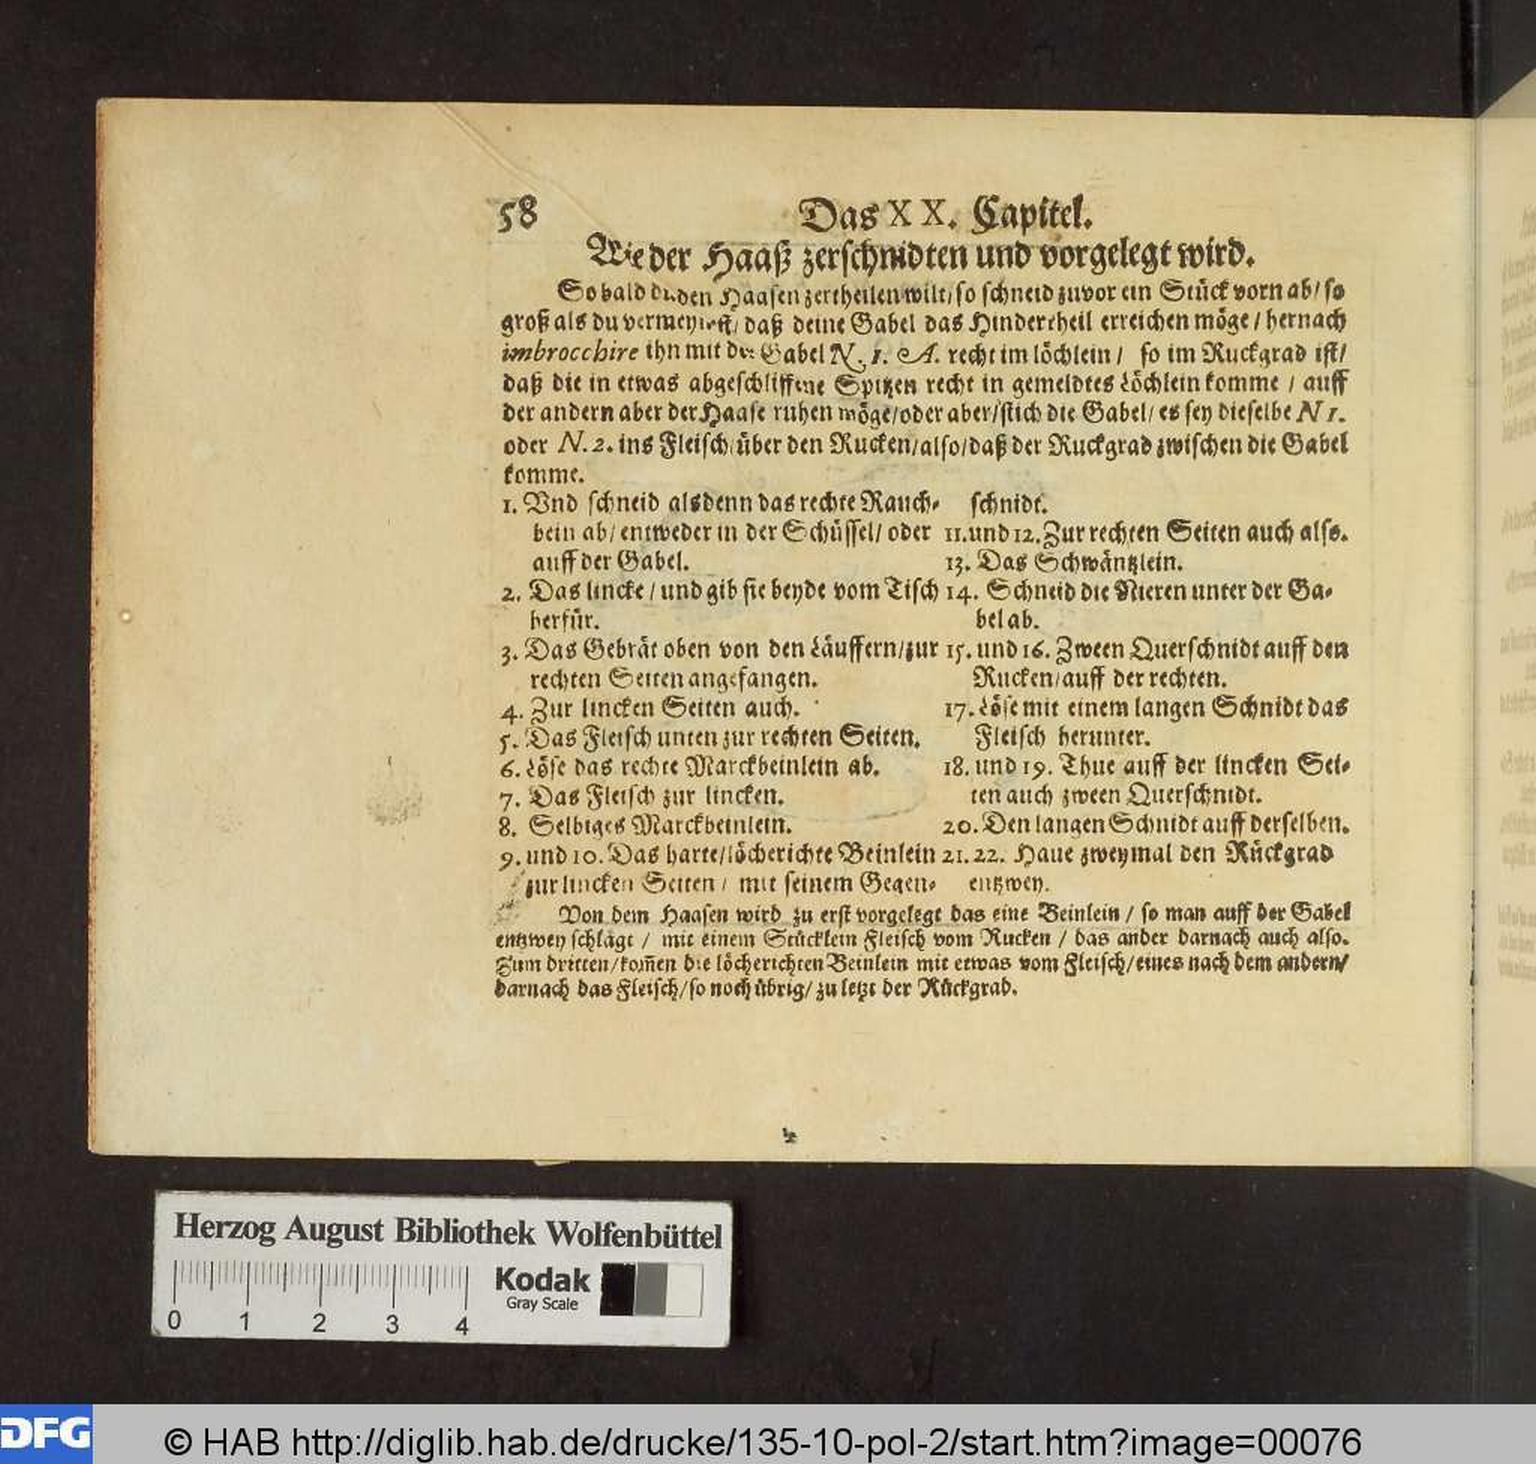 58
Das XX. Capitel.
Wie der Haaß zerschnidten und vorgelegt wird.
So bald du den Haasen zertheilen wilt/ so schneid zuvor ein Stück vorn ab/ so
groß als du vermeynest/ daß deine Gabel das Hindertheil erreichen möge / hernach
imbrocchire ihn mit der Gabel N. 1. A. recht im löchlein / so im Ruckgrad ist/
daß die in etwas abgeschliffene Spitzen recht in gemeldtes Löchlein komme / auff
der andern aber der Haase ruhen möge/ oder aber/ stich die Gabel/ es sey dieselbe N 1.
oder N. 2. ins Fleisch/ über den Rucken/ also/ daß der Ruckgrad zwischen die Gabel
komme.
1. Vnd schneid alsdenn das rechte Rauch-
bein ab/ entweder in der Schüssel/ oder
auff der Gabel.
2. Das lincke / und gib sie beyde vom Tisch
herfür.
3. Das Gebrät oben von den Läuffern/ zur
rechten Seiten angefangen.
4. Zur lincken Seiten auch.
5. Das Fleisch unten zur rechten Seiten.
6. Löse das rechte Marckbeinlein ab.
7. Das Fleisch zur lincken.
8. Selbiges Marckbeinlein.
9. und 10. Das harte/ löcherichte Beinlein
zur lincken Seiten / mit seinem Gegen-
schnidt.
11. und 12. Zur rechten Seiten auch also.
13. Das Schwäntzlein.
14. Schneid die Nieren unter der Ga-
bel ab.
15. und 16. Zween Querschnidt auff den
Rucken/ auff der rechten.
17. Löse mit einem langen Schnidt das
Fleisch herunter.
18. und 19. Thue auff der lincken Sei-
ten auch zween Querschnidt.
20. Den langen Schnidt auff derselben.
21. 22. Haue zweymal den Rückgrad
entzwey.
Von dem Haasen wird zu erst vorgelegt das eine Beinlein / so man auff der Gabel
entzwey schlägt / mit einem Stücklein Fleisch vom Rucken / das ander darnach auch also.
Zum dritten/ kom̄en die löcherichten Beinlein mit etwas vom Fleisch/ eines nach dem andern/
darnach das Fleisch/ so noch übrig/ zu letzt der Rückgrad.
Herzog August Bibliothek Wolfenbüttel
Kodak
Gray Scale
0 1 2 3 4
DFG
© HAB http://diglib.hab.de/drucke/135-10-pol-2/start.htm?image=00076